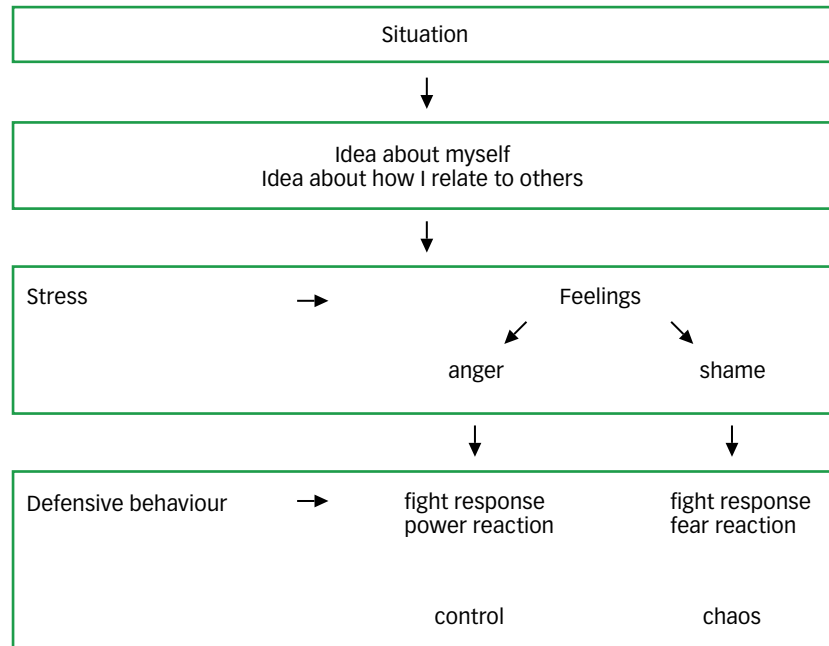 Situation
Idea about myself
Idea about how I relate to others
Stress
Feelings
anger
shame
Defensive behaviour
fight response
power reaction
fight response
fear reaction
control
chaos